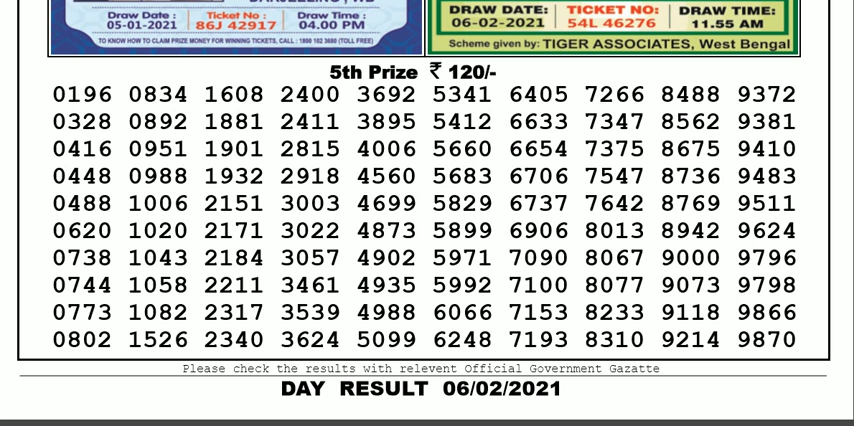 Draw Date : Ticket No : Draw Time :
05-01-2021 86J 42917 04.00 PM
TO KNOW HOW TO CLAIM PRIZE MONEY FOR WINNING TICKETS, CALL : 1800 102 3680 (TOLL FREE)
DRAW DATE: TICKET NO: DRAW TIME:
06-02-2021 54L 46276 11.55 AM
Scheme given by: TIGER ASSOCIATES, West Bengal
5th Prize ₹ 120/-
0196 0834 1608 2400 3692 5341 6405 7266 8488 9372
0328 0892 1881 2411 3895 5412 6633 7347 8562 9381
0416 0951 1901 2815 4006 5660 6654 7375 8675 9410
0448 0988 1932 2918 4560 5683 6706 7547 8736 9483
0488 1006 2151 3003 4699 5829 6737 7642 8769 9511
0620 1020 2171 3022 4873 5899 6906 8013 8942 9624
0738 1043 2184 3057 4902 5971 7090 8067 9000 9796
0744 1058 2211 3461 4935 5992 7100 8077 9073 9798
0773 1082 2317 3539 4988 6066 7153 8233 9118 9866
0802 1526 2340 3624 5099 6248 7193 8310 9214 9870
Please check the results with relevent Official Government Gazatte
DAY RESULT 06/02/2021